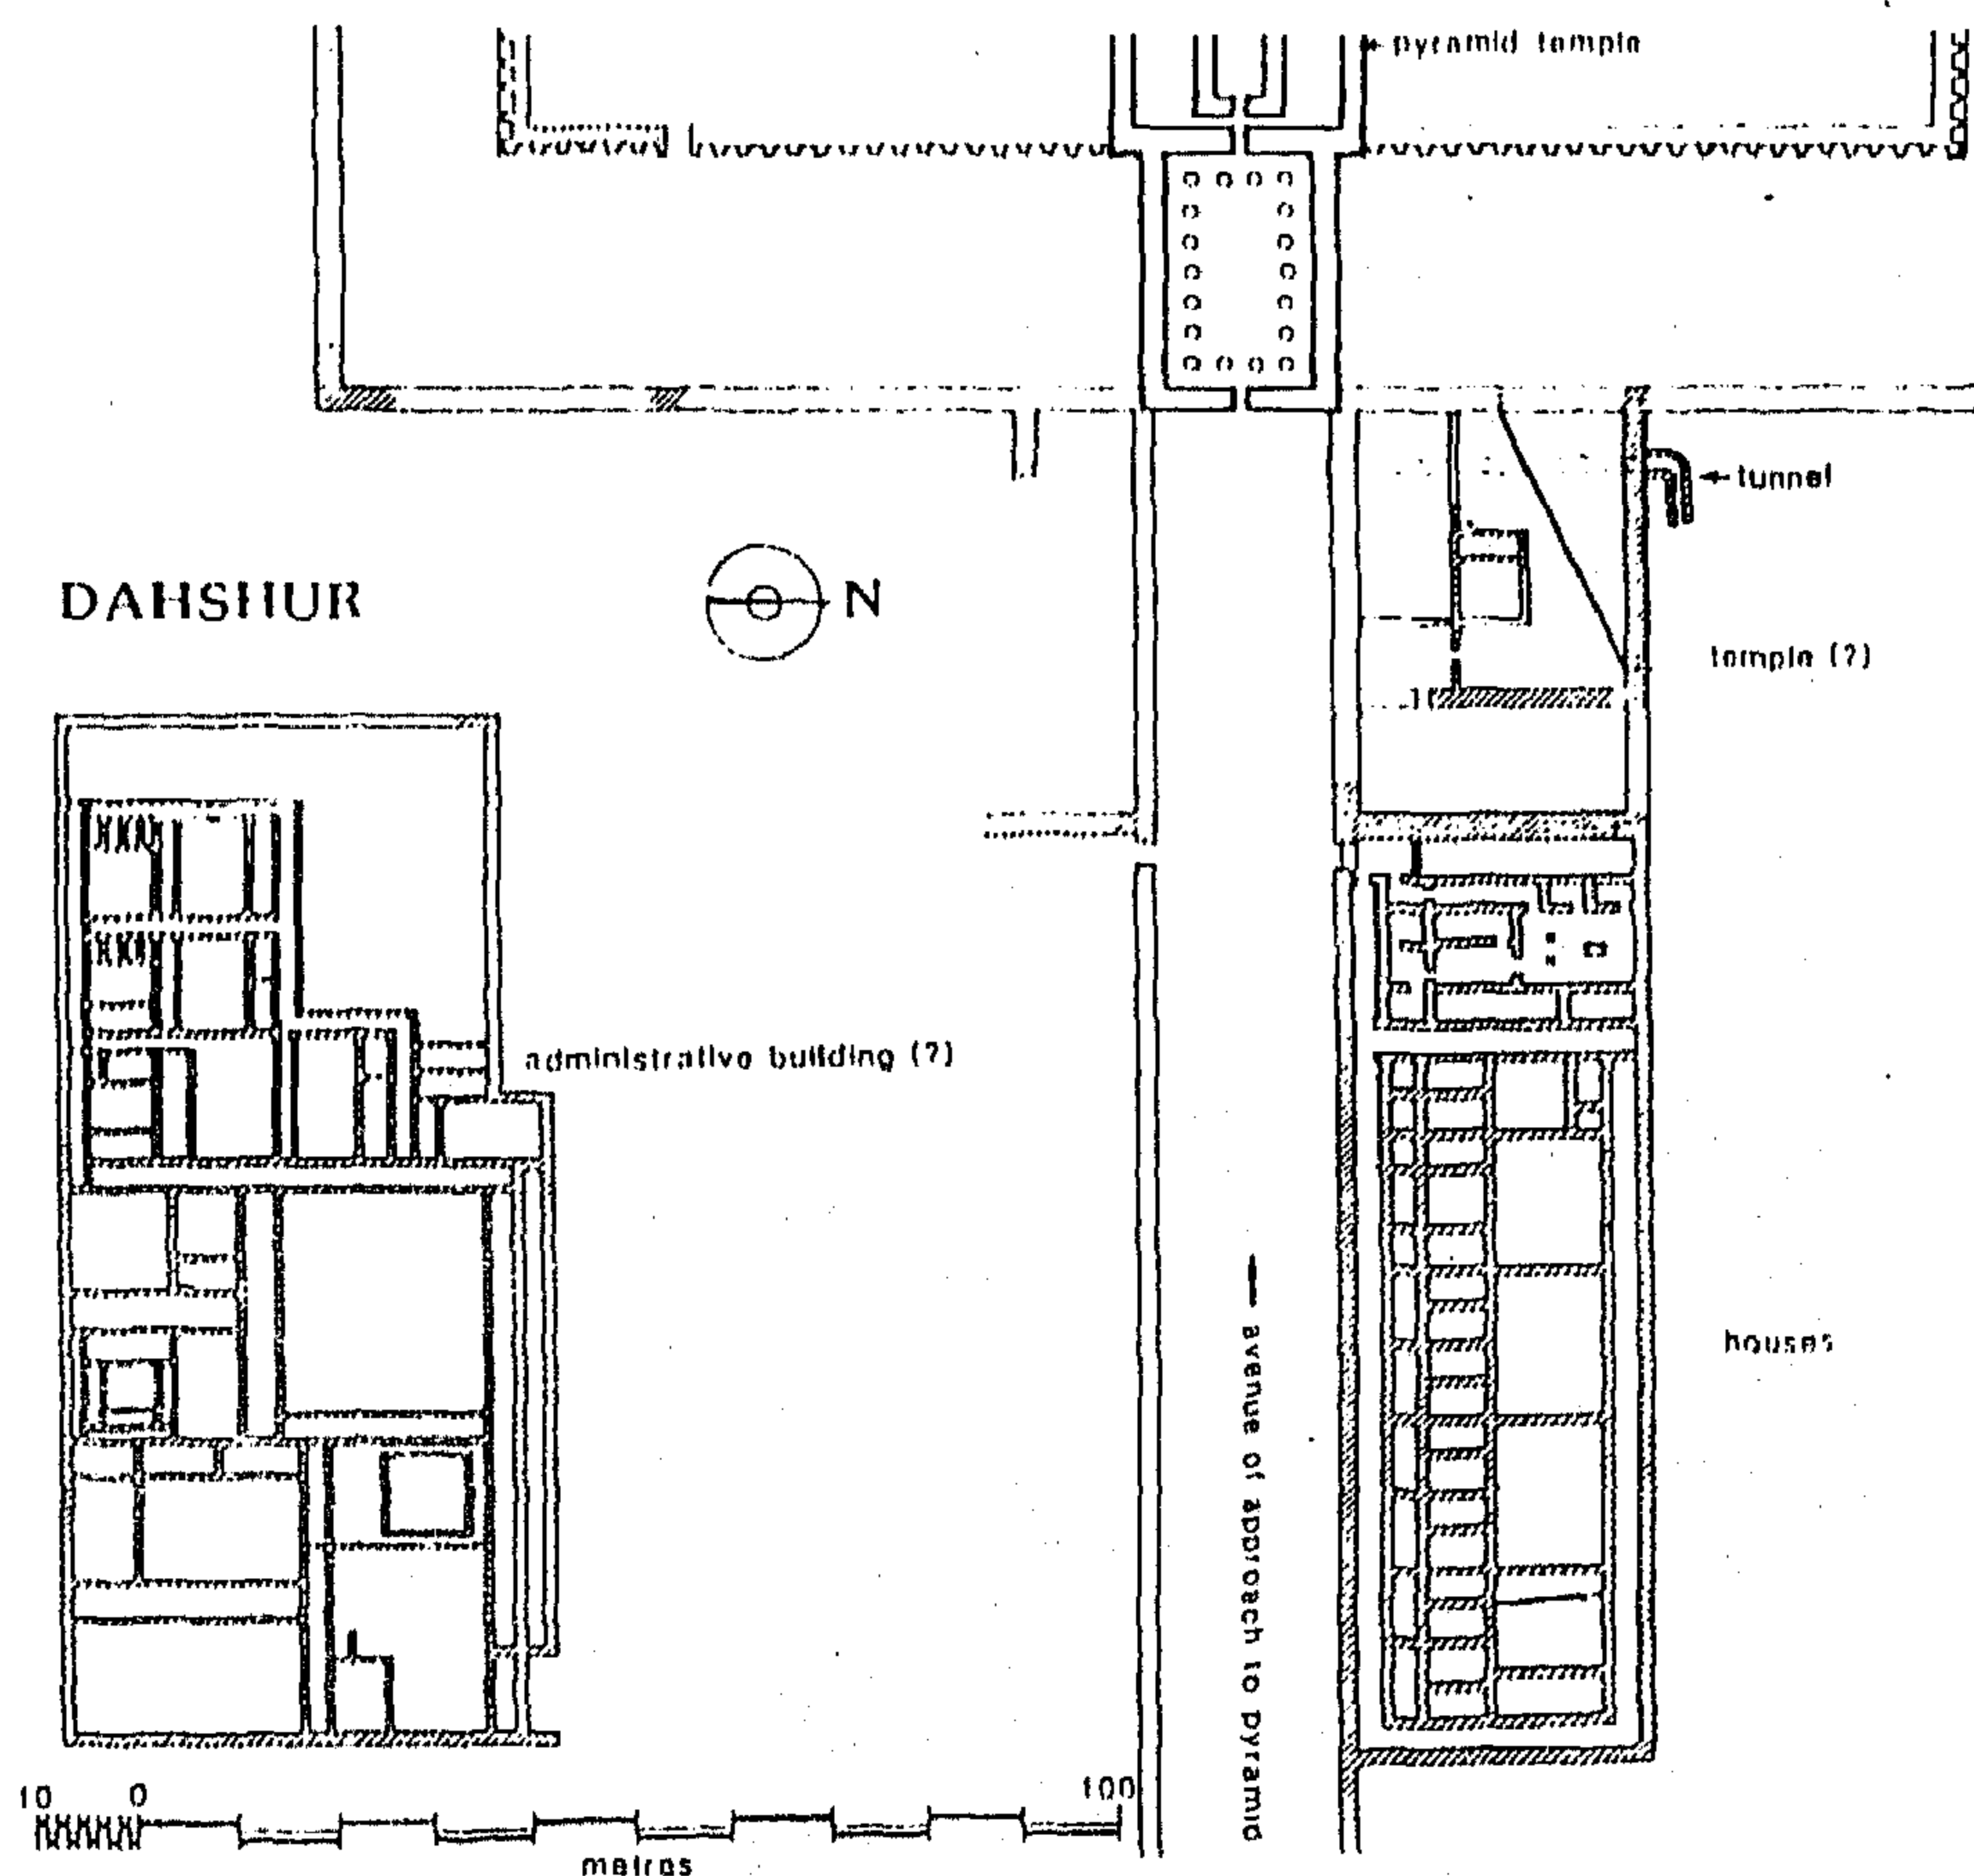 pyramid temple
tunnel
DAHSHUR
N
temple (?)
administrative building (?)
avenue of approach to pyramid
houses
10 0 100
metres